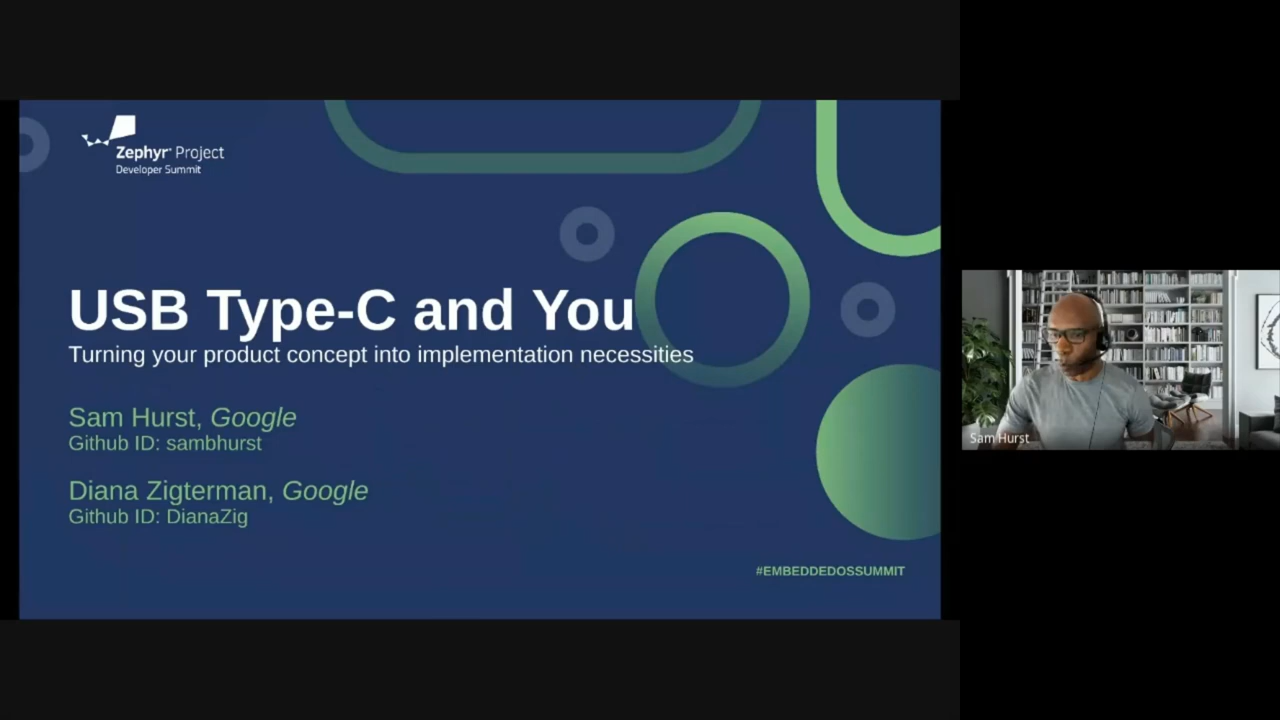 Zephyr® Project
Developer Summit
USB Type-C and You
Turning your product concept into implementation necessities
Sam Hurst, Google
Github ID: sambhurst
Diana Zigterman, Google
Github ID: DianaZig
#EMBEDDEDOSSUMMIT
Sam Hurst